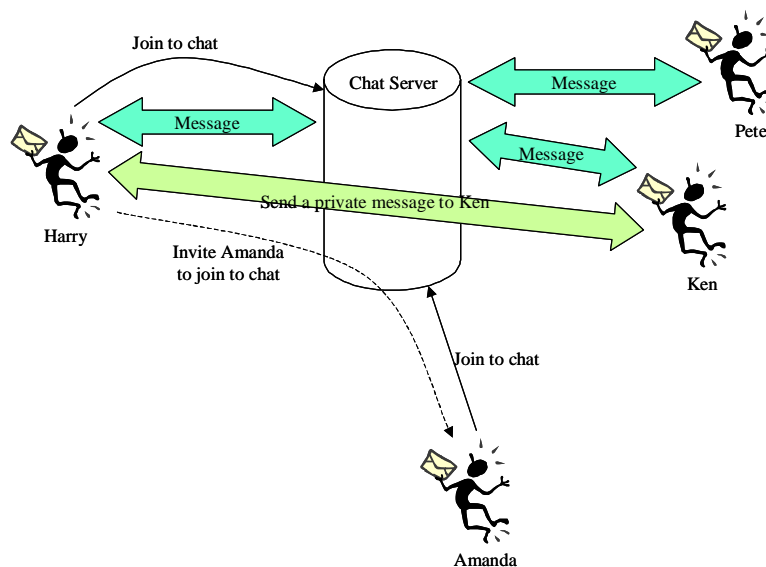 Join to chat
Chat Server
Message
Message
Pete
Message
Send a private message to Ken
Harry
Invite Amanda
to join to chat
Ken
Join to chat
Amanda